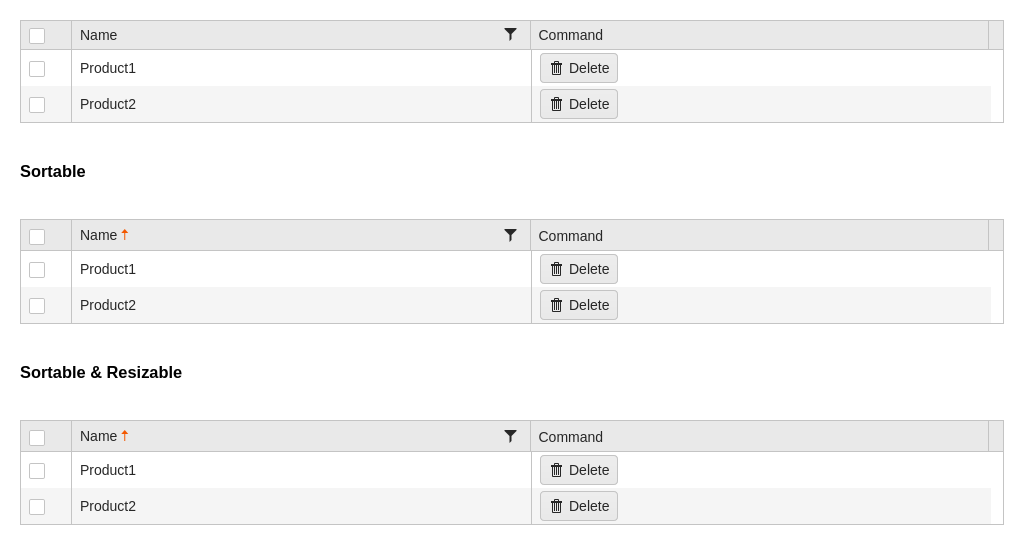 Name Command
Product1 Delete
Product2 Delete
Sortable
Name Command
Product1 Delete
Product2 Delete
Sortable & Resizable
Name Command
Product1 Delete
Product2 Delete